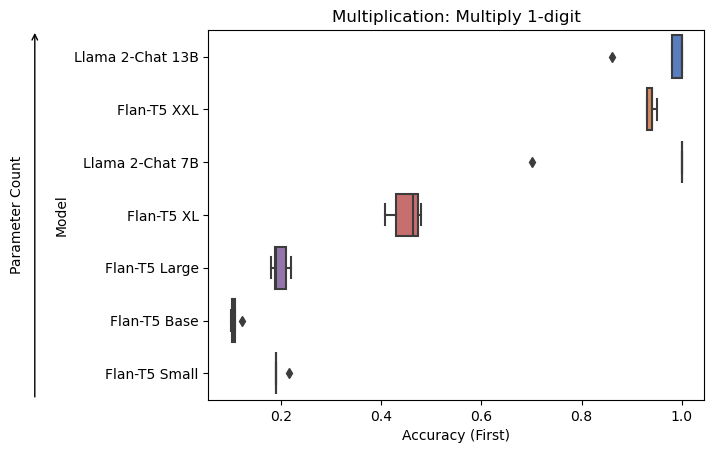 Multiplication: Multiply 1-digit
Parameter Count
Model
Llama 2-Chat 13B
Flan-T5 XXL
Llama 2-Chat 7B
Flan-T5 XL
Flan-T5 Large
Flan-T5 Base
Flan-T5 Small
0.2 0.4 0.6 0.8 1.0
Accuracy (First)